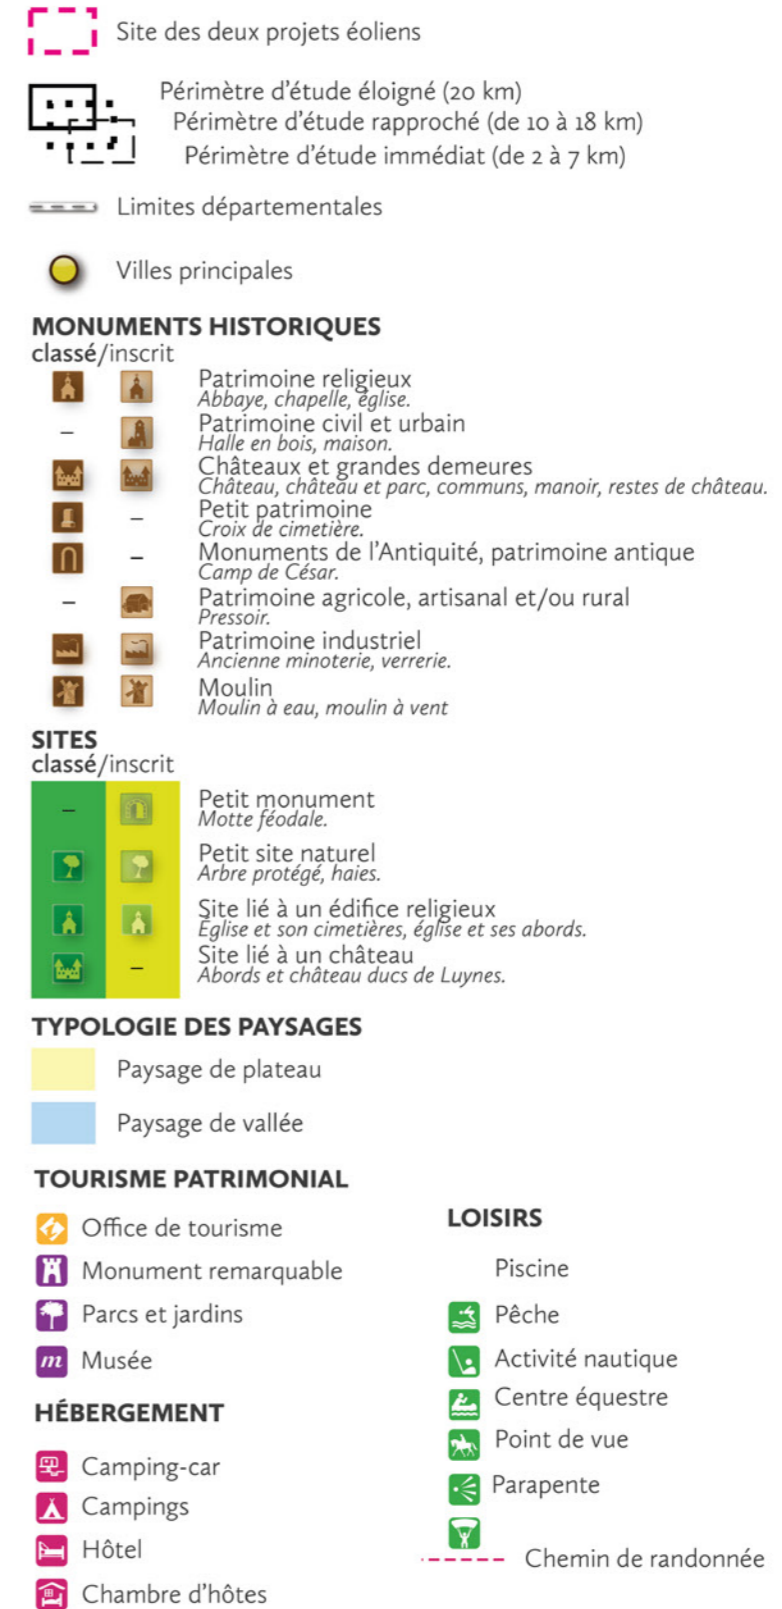 Site des deux projets éoliens
Périmètre d'étude éloigné (20 km)
Périmètre d'étude rapproché (de 10 à 18 km)
Périmètre d'étude immédiat (de 2 à 7 km)
Limites départementales
Villes principales
MONUMENTS HISTORIQUES
classé/inscrit
Patrimoine religieux
Abbaye, chapelle, église.
– Patrimoine civil et urbain
Halle en bois, maison.
Châteaux et grandes demeures
Château, château et parc, communs, manoir, restes de château.
– Petit patrimoine
Croix de cimetière.
– Monuments de l'Antiquité, patrimoine antique
Camp de César.
– Patrimoine agricole, artisanal et/ou rural
Pressoir.
Patrimoine industriel
Ancienne minoterie, verrerie.
Moulin
Moulin à eau, moulin à vent
SITES
classé/inscrit
– Petit monument
Motte féodale.
Petit site naturel
Arbre protégé, haies.
Site lié à un édifice religieux
Église et son cimetières, église et ses abords.
– Site lié à un château
Abords et château ducs de Luynes.
TYPOLOGIE DES PAYSAGES
Paysage de plateau
Paysage de vallée
TOURISME PATRIMONIAL
Office de tourisme
Monument remarquable
Parcs et jardins
m Musée
HÉBERGEMENT
Camping-car
Campings
Hôtel
Chambre d'hôtes
LOISIRS
Piscine
Pêche
Activité nautique
Centre équestre
Point de vue
Parapente
Chemin de randonnée